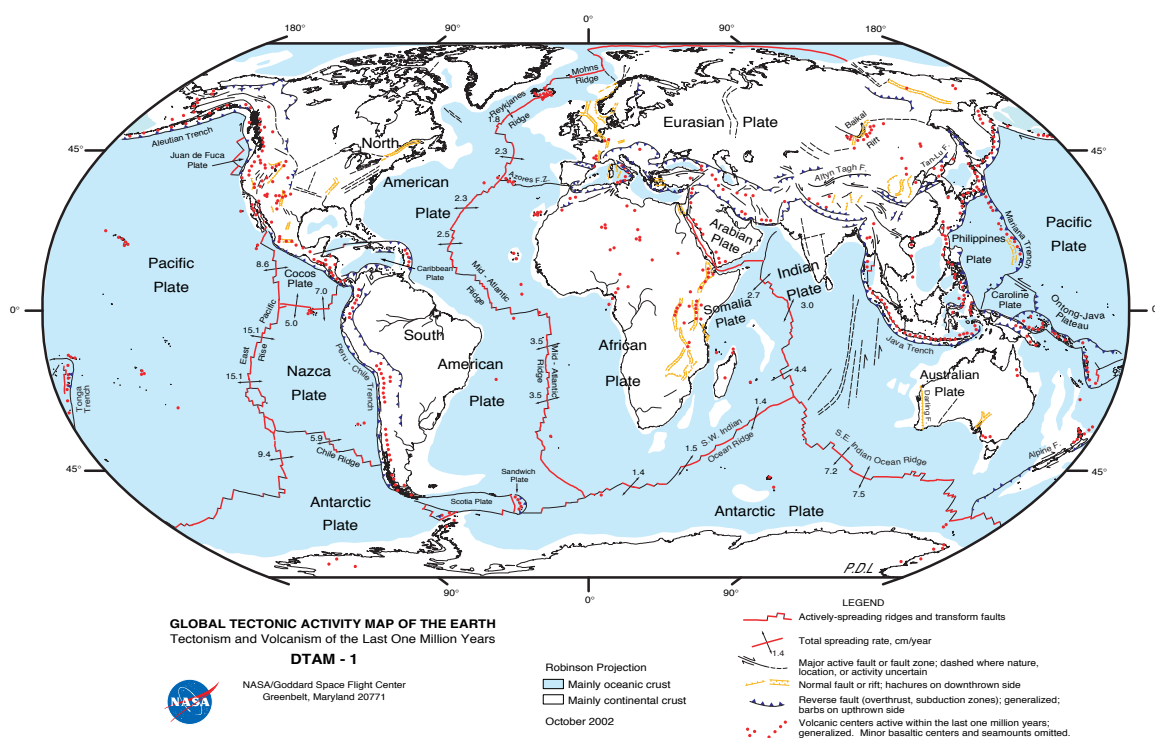 180°
90°
0°
90°
180°
Mohns
Ridge
Reykjanes
Ridge
1.8
Eurasian Plate
Baikal
Rift
Aleutian Trench
45°
Juan de Fuca
Plate
North
American
Plate
2.3
Azores F.Z.
2.3
2.5
Altyn Tagh F.
Tan-Lu F.
45°
Pacific
Plate
Arabian
Plate
Indian
Plate
Philippines
Plate
Mariana Trench
Pacific
Plate
8.6
Cocos
Plate
7.0
5.0
Caribbean
Plate
Mid - Atlantic
Ridge
Somalia
Plate
2.7
3.0
Caroline
Plate
Ontong-Java
Plateau
0°
0
15.1
East
Pacific
Rise
15.1
Nazca
Plate
Peru - Chile Trench
South
American
Plate
3.5
Mid Atlantic
Ridge
3.5
African
Plate
4.4
Java Trench
Australian
Plate
Darling F.
Tonga
Trench
9.4
5.9
Chile Ridge
1.4
S.W. Indian
Ocean Ridge
1.5
1.4
S.E. Indian Ocean Ridge
7.2
7.5
Alpine F.
45°
45°
Antarctic
Plate
Scotia Plate
Sandwich
Plate
Antarctic Plate
P.D.L
90°
0°
90°
GLOBAL TECTONIC ACTIVITY MAP OF THE EARTH
Tectonism and Volcanism of the Last One Million Years
DTAM - 1
NASA
NASA/Goddard Space Flight Center
Greenbelt, Maryland 20771
Robinson Projection
Mainly oceanic crust
Mainly continental crust
October 2002
LEGEND
Actively-spreading ridges and transform faults
Total spreading rate, cm/year
1.4
Major active fault or fault zone; dashed where nature,
location, or activity uncertain
Normal fault or rift; hachures on downthrown side
Reverse fault (overthrust, subduction zones); generalized;
barbs on upthrown side
Volcanic centers active within the last one million years;
generalized. Minor basaltic centers and seamounts omitted.